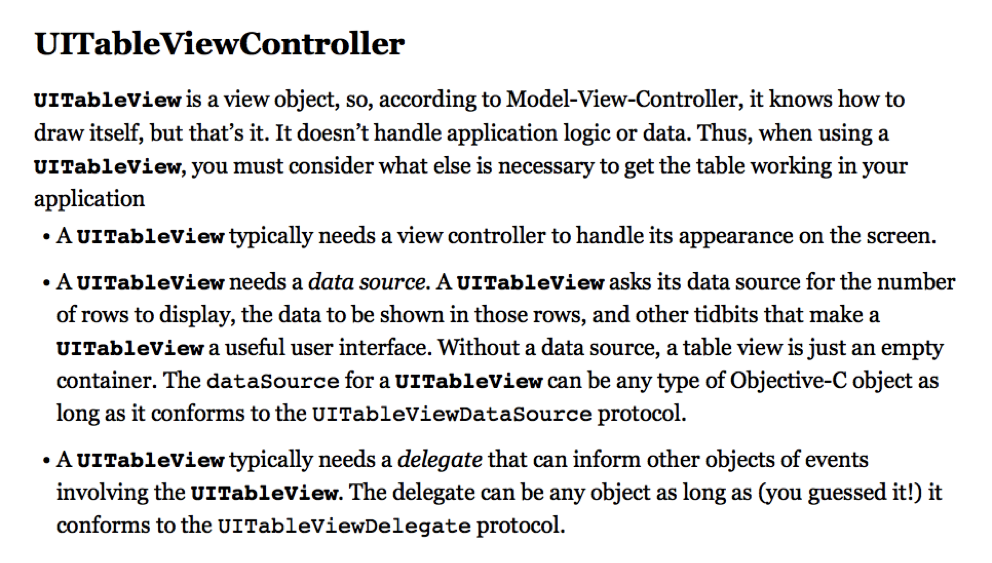 UITableViewController
UITableView is a view object, so, according to Model-View-Controller, it knows how to
draw itself, but that’s it. It doesn’t handle application logic or data. Thus, when using a
UITableView, you must consider what else is necessary to get the table working in your
application
• A UITableView typically needs a view controller to handle its appearance on the screen.
• A UITableView needs a data source. A UITableView asks its data source for the number
of rows to display, the data to be shown in those rows, and other tidbits that make a
UITableView a useful user interface. Without a data source, a table view is just an empty
container. The dataSource for a UITableView can be any type of Objective-C object as
long as it conforms to the UITableViewDataSource protocol.
• A UITableView typically needs a delegate that can inform other objects of events
involving the UITableView. The delegate can be any object as long as (you guessed it!) it
conforms to the UITableViewDelegate protocol.